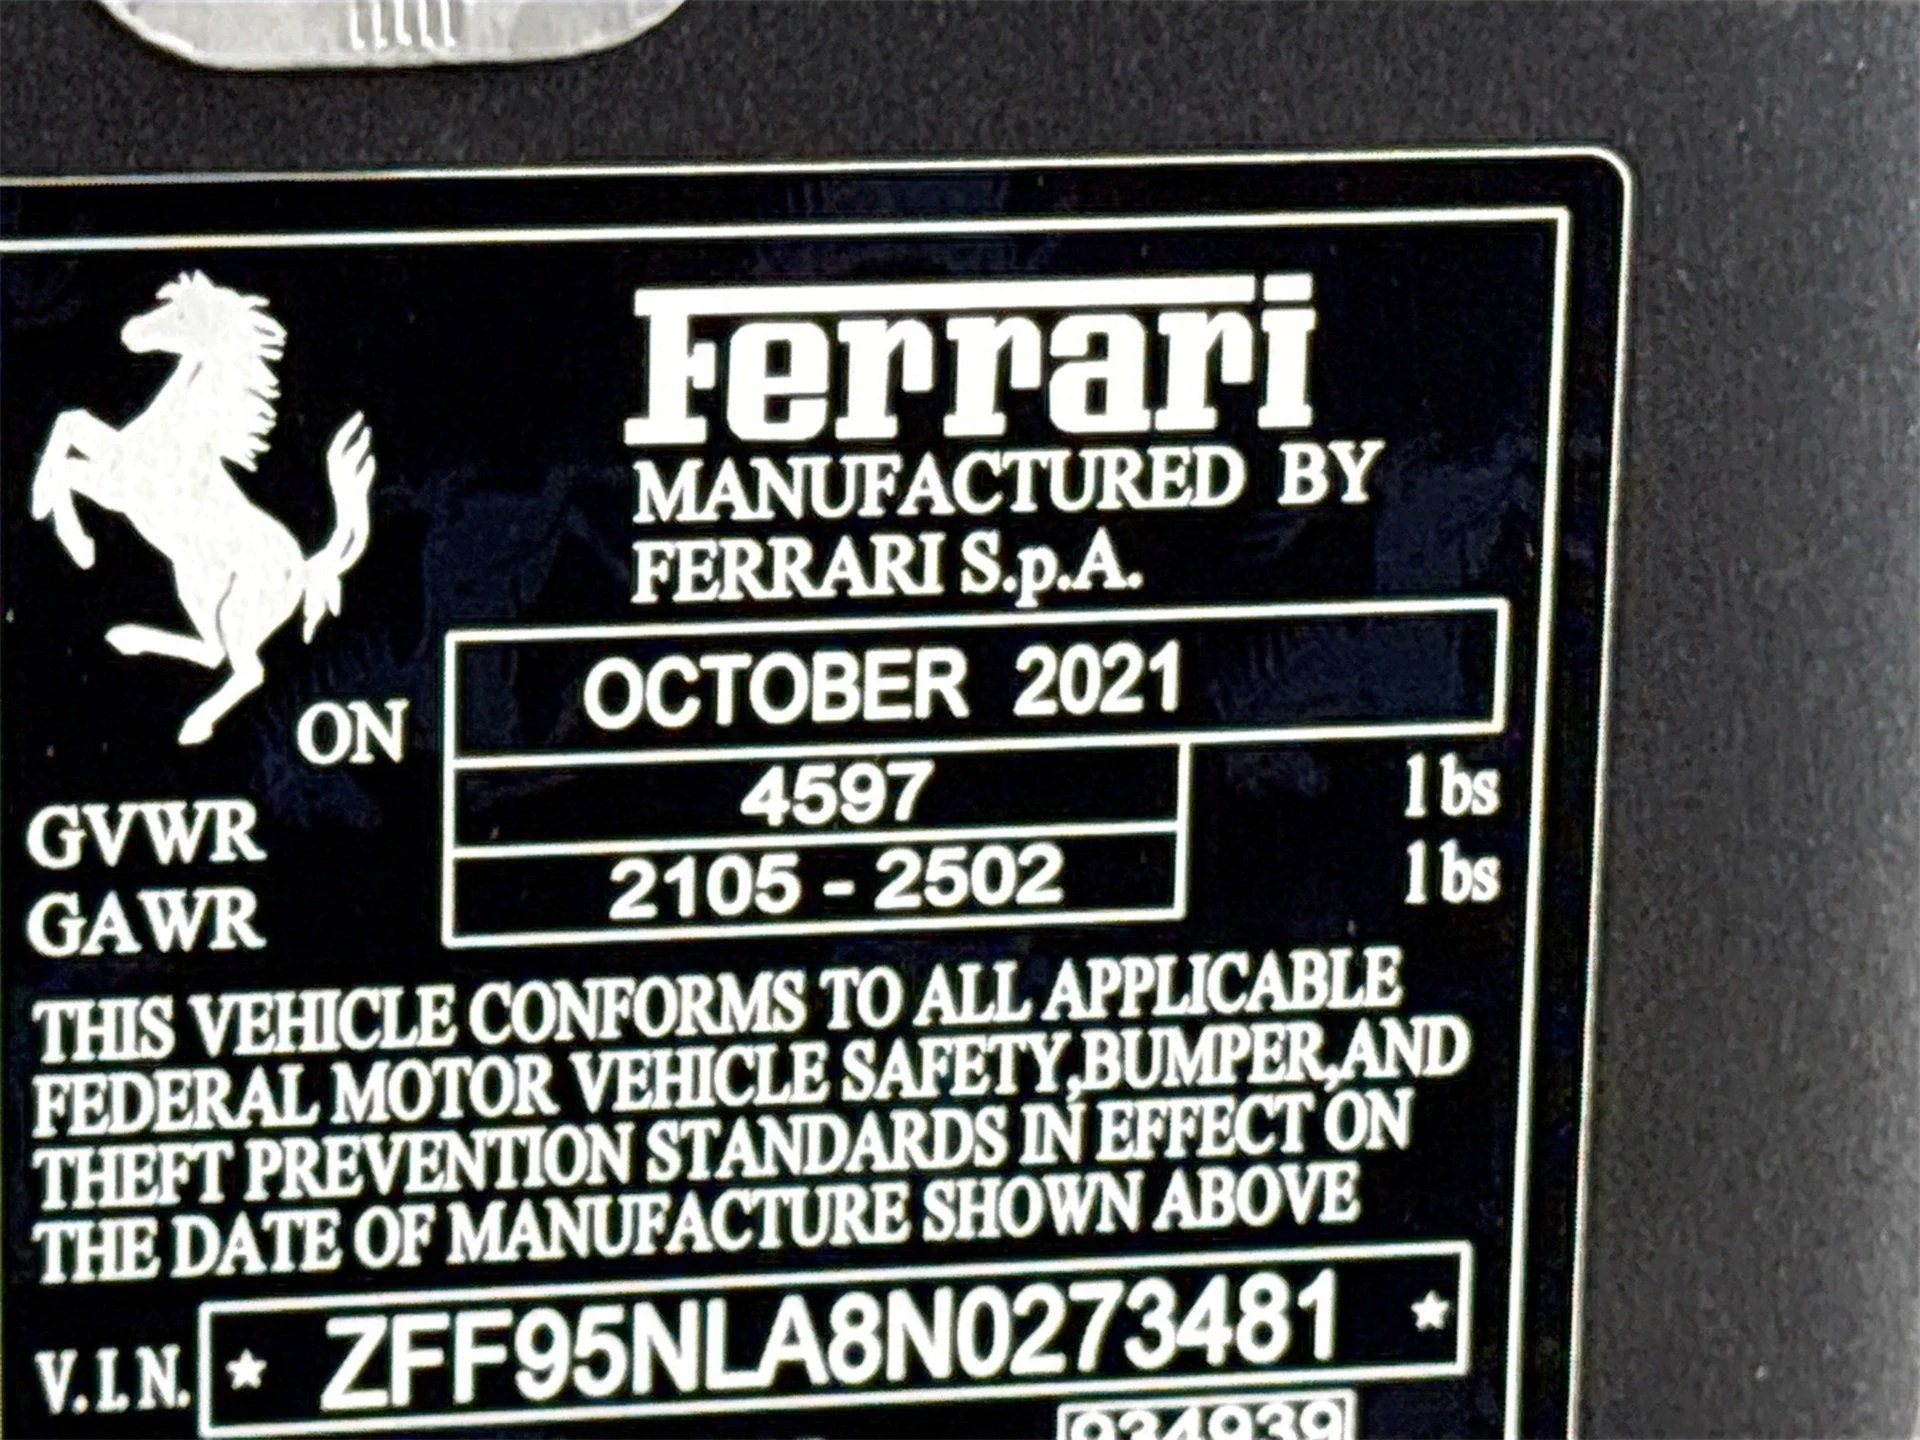 Ferrari
MANUFACTURED BY
FERRARI S.p.A.
ON OCTOBER 2021
GVWR 4597 lbs
GAWR 2105 - 2502 lbs
THIS VEHICLE CONFORMS TO ALL APPLICABLE
FEDERAL MOTOR VEHICLE SAFETY,BUMPER,AND
THEFT PREVENTION STANDARDS IN EFFECT ON
THE DATE OF MANUFACTURE SHOWN ABOVE
V.I.N. ★ ZFF95NLA8N0273481 ★
934939